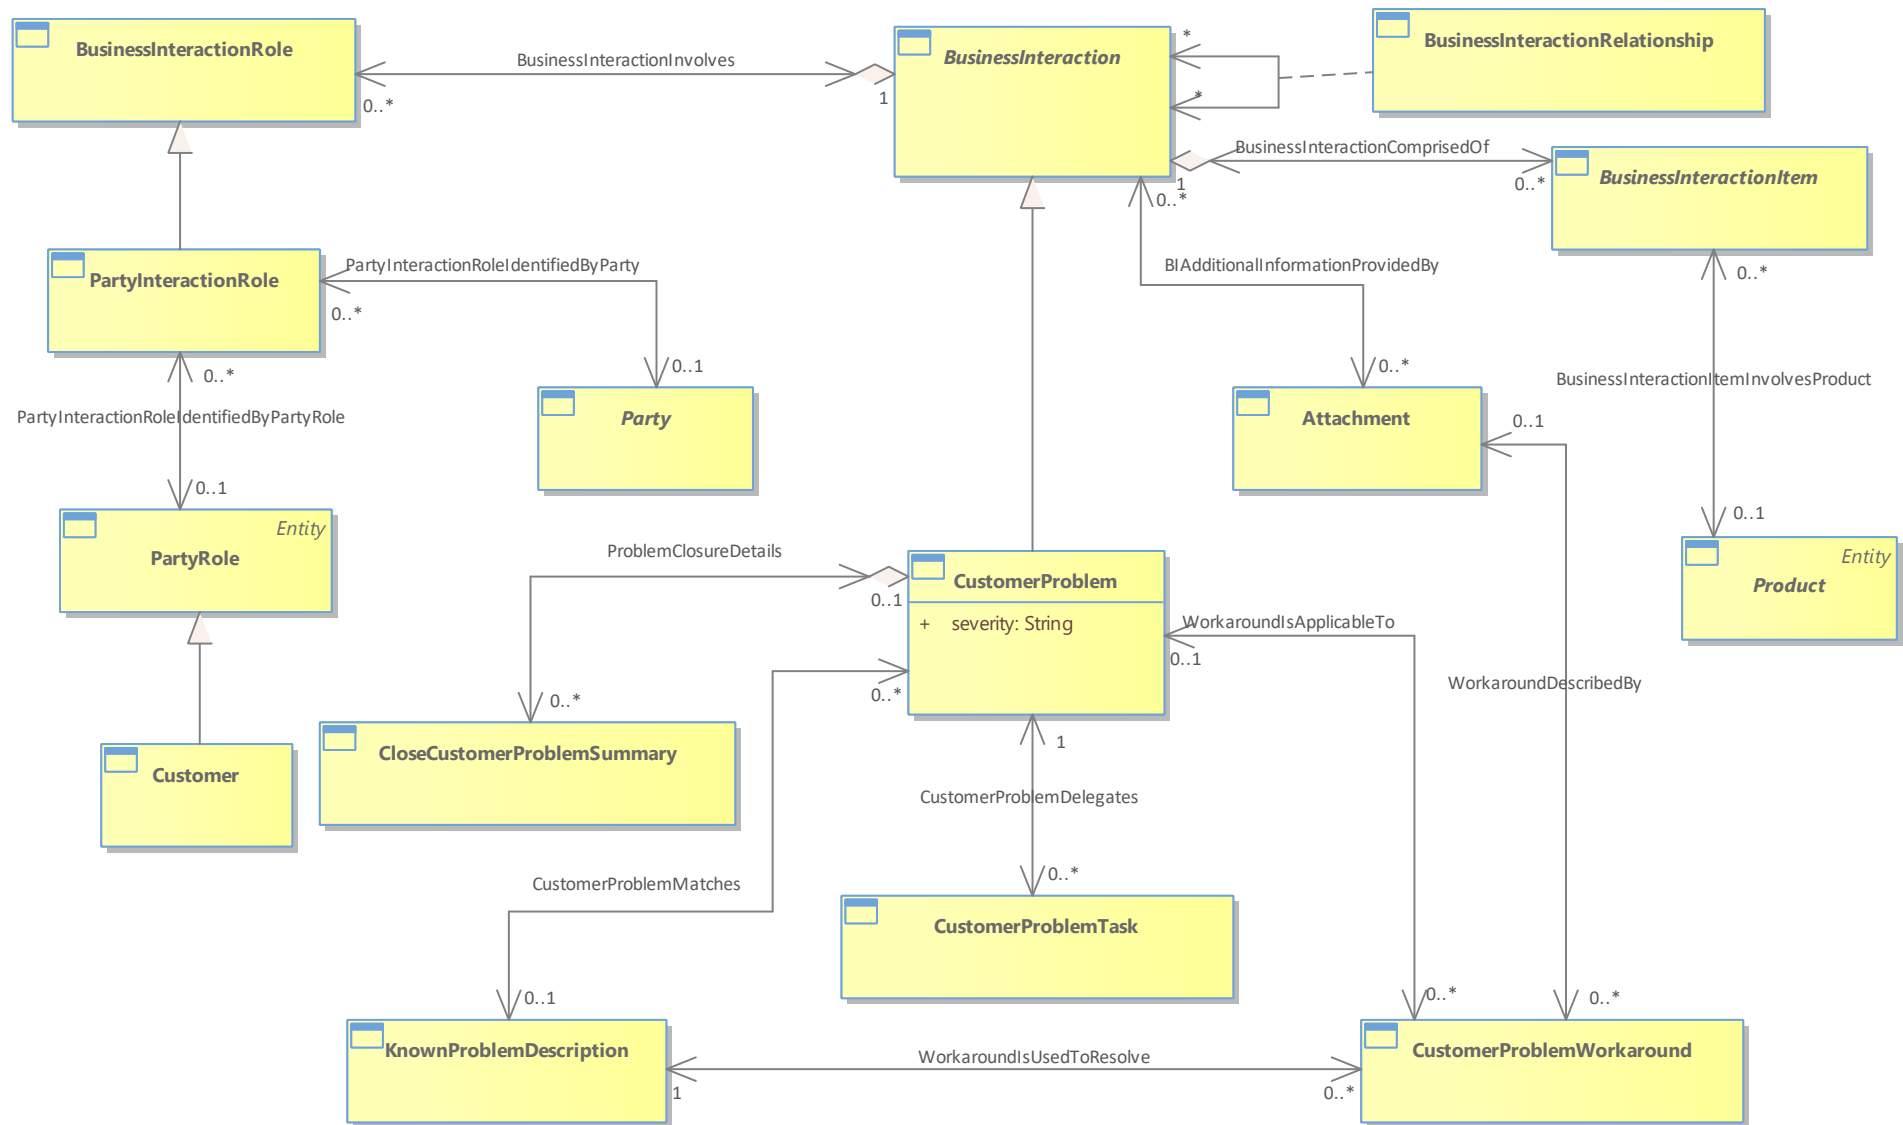 BusinessInteractionRole
BusinessInteractionInvolves
0..*
1
BusinessInteraction
*
*
BusinessInteractionRelationship
BusinessInteractionComprisedOf
1
0..*
BusinessInteractionItem
0..*
0..*
PartyInteractionRole
PartyInteractionRoleIdentifiedByParty
0..*
0..1
BIAdditionalInformationProvidedBy
0..*
0..*
PartyInteractionRoleIdentifiedByPartyRole
0..1
Party
Attachment
0..1
BusinessInteractionItemInvolvesProduct
0..1
Entity
PartyRole
Entity
Product
ProblemClosureDetails
0..1
0..*
CustomerProblem
+ severity: String
WorkaroundIsApplicableTo
0..1
WorkaroundDescribedBy
0..*
Customer
CloseCustomerProblemSummary
1
CustomerProblemDelegates
0..*
CustomerProblemMatches
CustomerProblemTask
0..1
0..*
0..*
KnownProblemDescription
1
WorkaroundIsUsedToResolve
0..*
CustomerProblemWorkaround